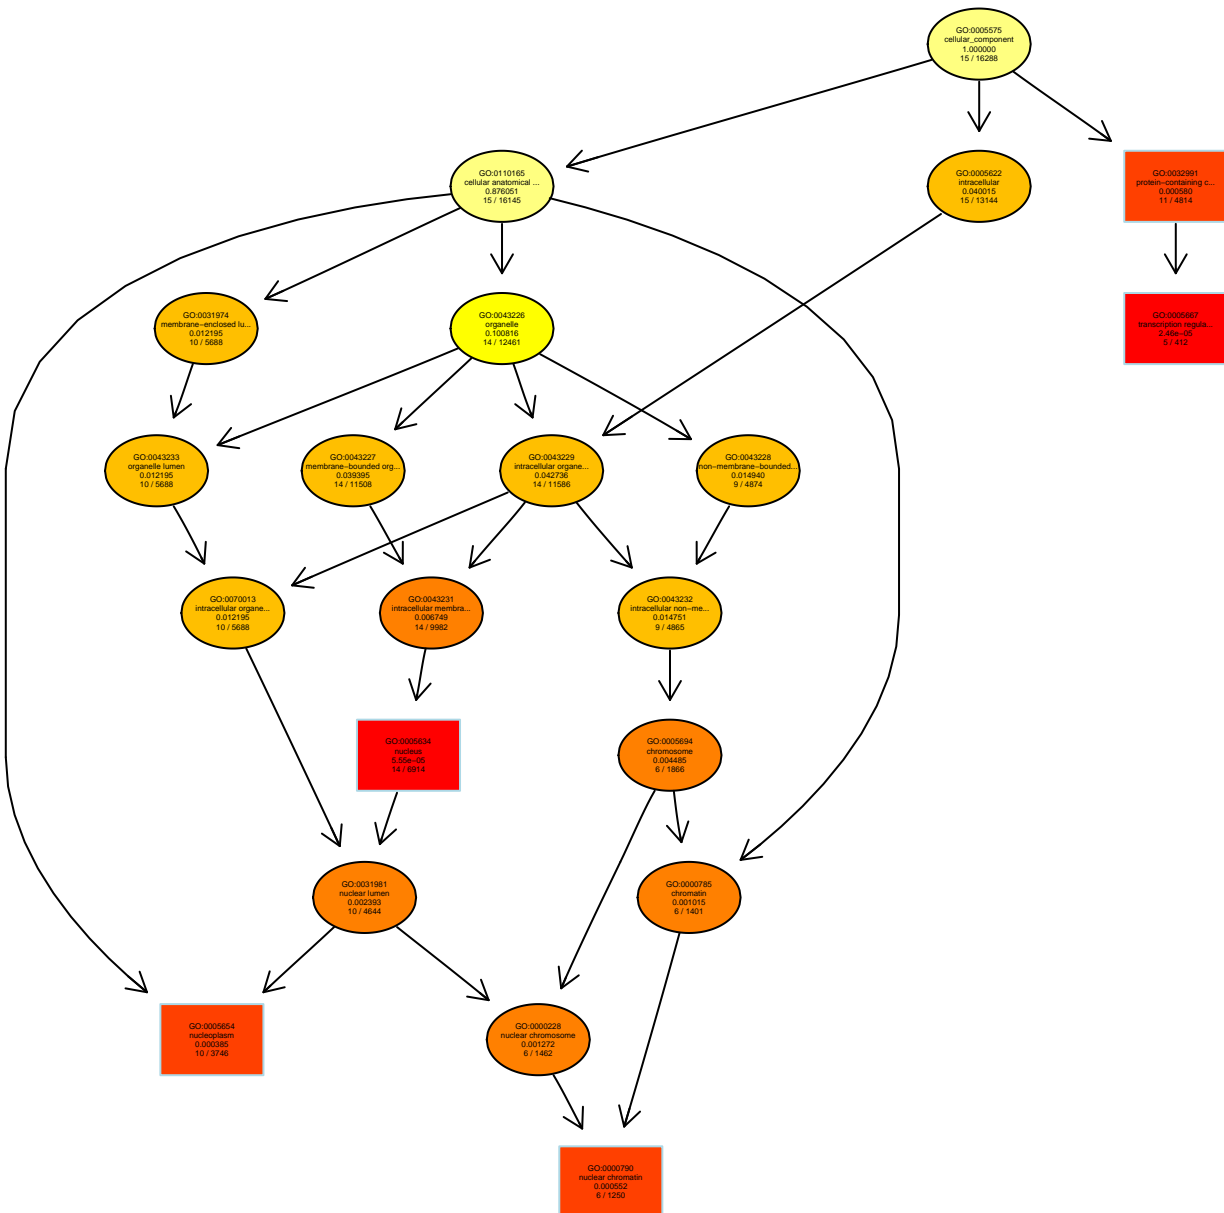 GO:0005575
cellular_component
1.000000
15 / 16288
GO:0110165
cellular anatomical ...
0.876051
15 / 16145
GO:0005622
intracellular
0.040015
15 / 13144
GO:0032991
protein−containing c...
0.000580
11 / 4814
GO:0031974
membrane−enclosed lu...
0.012195
10 / 5688
GO:0043226
organelle
0.100816
14 / 12461
GO:0005667
transcription regula...
2.46e−05
5 / 412
GO:0043233
organelle lumen
0.012195
10 / 5688
GO:0043227
membrane−bounded org...
0.039395
14 / 11508
GO:0043229
intracellular organe...
0.042736
14 / 11586
GO:0043228
non−membrane−bounded...
0.014940
9 / 4874
GO:0070013
intracellular organe...
0.012195
10 / 5688
GO:0043231
intracellular membra...
0.006749
14 / 9982
GO:0043232
intracellular non−me...
0.014751
9 / 4865
GO:0005634
nucleus
5.55e−05
14 / 6914
GO:0005694
chromosome
0.004485
6 / 1866
GO:0031981
nuclear lumen
0.002393
10 / 4644
GO:0000785
chromatin
0.001015
6 / 1401
GO:0005654
nucleoplasm
0.000385
10 / 3746
GO:0000228
nuclear chromosome
0.001272
6 / 1462
GO:0000790
nuclear chromatin
0.000552
6 / 1250